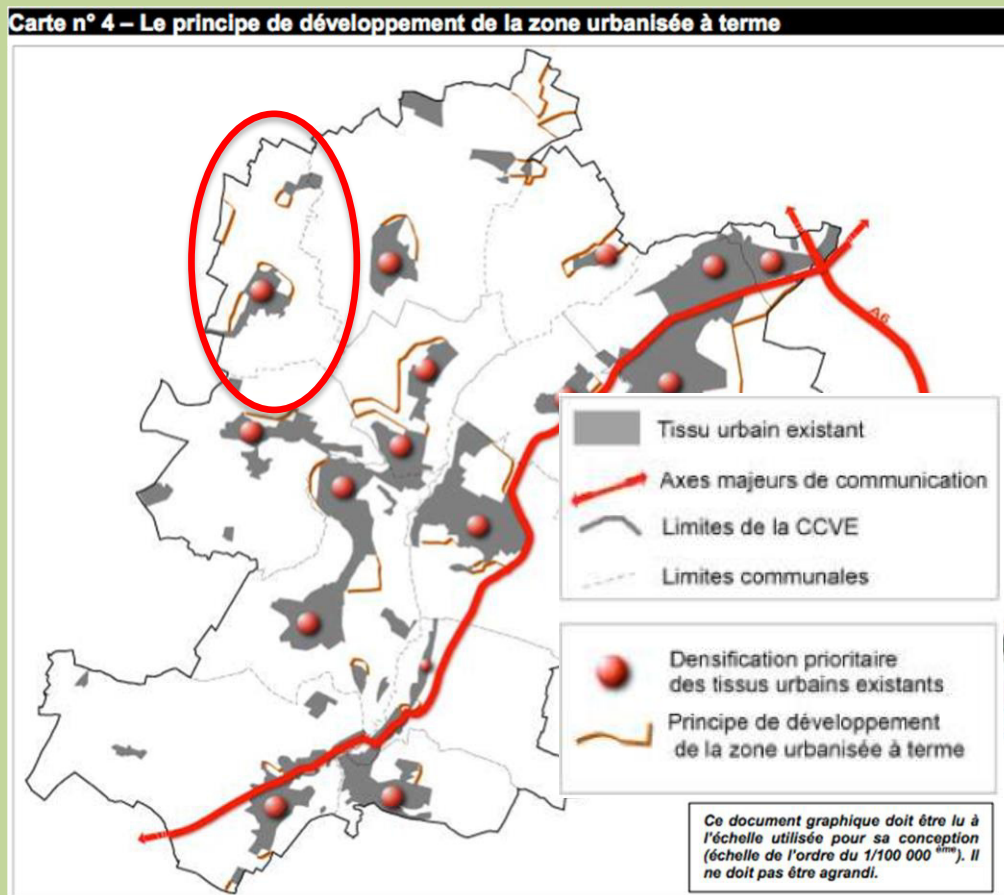 Carte n° 4 – Le principe de développement de la zone urbanisée à terme
A6
Tissu urbain existant
Axes majeurs de communication
Limites de la CCVE
Limites communales
Densification prioritaire
des tissus urbains existants
Principe de développement
de la zone urbanisée à terme
Ce document graphique doit être lu à
l'échelle utilisée pour sa conception
(échelle de l'ordre du 1/100 000 ème). Il
ne doit pas être agrandi.